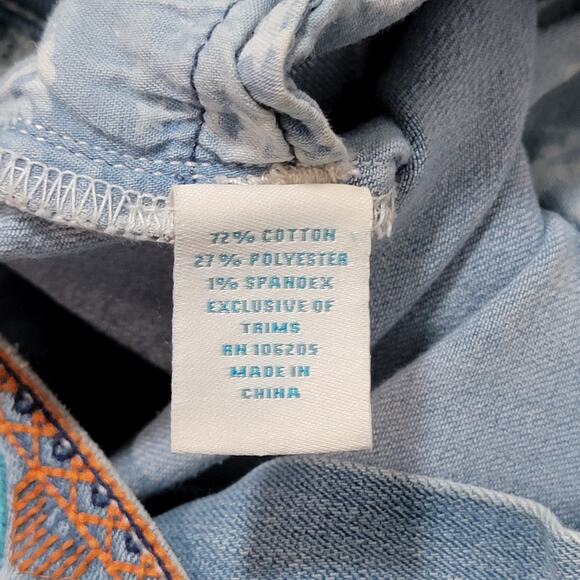 72% COTTON
27% POLYESTER
1% SPANDEX
EXCLUSIVE OF
TRIMS
RN 106205
MADE IN
CHINA